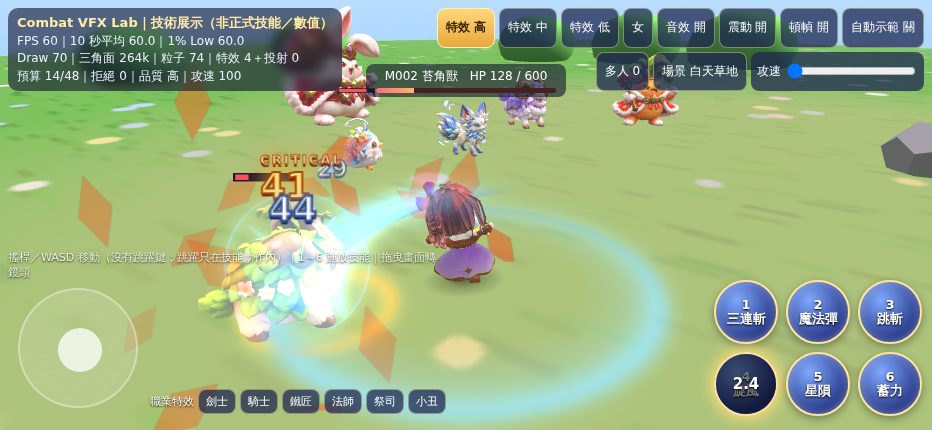 Combat VFX Lab｜技術展示（非正式技能／數值）
FPS 60｜10 秒平均 60.0｜1% Low 60.0
Draw 70｜三角面 264k｜粒子 74｜特效 4＋投射 0
預算 14/48｜拒絕 0｜品質 高｜攻速 100
特效 高
特效 中
特效 低
女
音效 開
震動 開
頓幀 開
自動示範 關
多人 0
場景 白天草地
攻速
M002 苔角獸 HP 128 / 600
CRITICAL
29
41
44
搖桿／WASD 移動（沒有跳躍鍵；跳躍只在技能動作內）｜1～6
技能｜拖曳畫面轉
鏡頭
1
三連斬
2
魔法彈
3
跳斬
2.4
旋風
5
星隕
6
蓄力
職業特效
劍士
騎士
鐵匠
法師
祭司
小丑